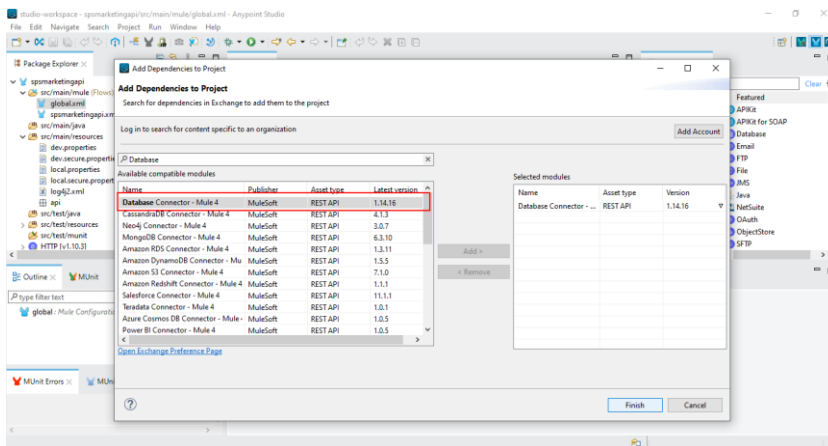 studio-workspace - spsmarketingapi/src/main/mule/global.xml - Anypoint Studio
File Edit Navigate Search Project Run Window Help
Package Explorer
spsmarketingapi
src/main/mule (Flows)
global.xml
spsmarketingapi.xm
src/main/java
src/main/resources
dev.properties
dev.secure.properti
local.properties
local.secure.propert
log4j2.xml
api
src/test/java
src/test/resources
src/test/munit
HTTP [v1.10.3]
Outline
MUnit
type filter text
global : Mule Configuratio
MUnit Errors
MUn
Add Dependencies to Project
Add Dependencies to Project
Search for dependencies in Exchange to add them to the project
Log in to search for content specific to an organization
Add Account
Database
Available compatible modules
Name Publisher Asset type Latest version
Database Connector - Mule 4 MuleSoft REST API 1.14.16
CassandraDB Connector - Mule 4 MuleSoft REST API 4.1.3
Neo4j Connector - Mule 4 MuleSoft REST API 3.0.7
MongoDB Connector - Mule 4 MuleSoft REST API 6.3.10
Amazon RDS Connector - Mule 4 MuleSoft REST API 1.3.11
Amazon DynamoDB Connector - Mu MuleSoft REST API 1.5.5
Amazon S3 Connector - Mule 4 MuleSoft REST API 7.1.0
Amazon Redshift Connector - Mule 4 MuleSoft REST API 1.1.1
Salesforce Connector - Mule 4 MuleSoft REST API 11.1.1
Teradata Connector - Mule 4 MuleSoft REST API 1.0.1
Azure Cosmos DB Connector - Mule - MuleSoft REST API 1.0.5
Power BI Connector - Mule 4 MuleSoft REST API 1.0.5
Open Exchange Preference Page
Add >
< Remove
Selected modules
Name Asset type Version
Database Connector - ... REST API 1.14.16
Finish
Cancel
Clear
Featured
APIKit
APIKit for SOAP
Database
Email
FTP
File
JMS
Java
NetSuite
OAuth
ObjectStore
SFTP